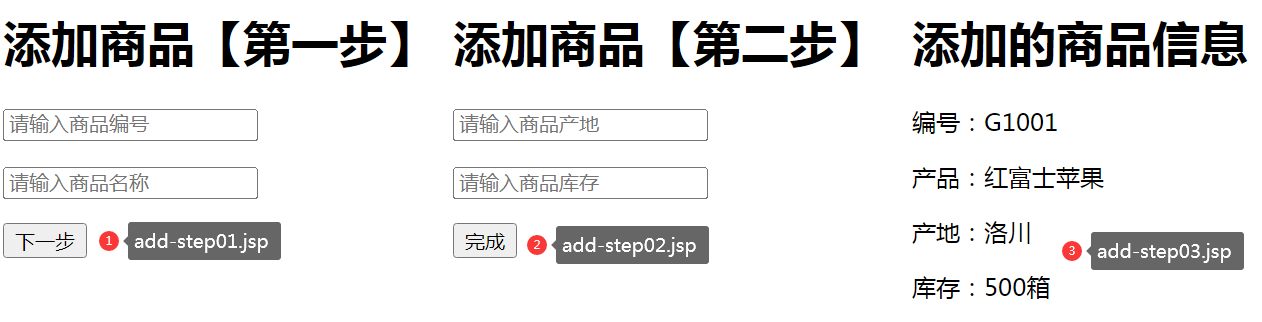 添加商品【第一步】
请输入商品编号
请输入商品名称
下一步
1 add-step01.jsp
添加商品【第二步】
请输入商品产地
请输入商品库存
完成
2 add-step02.jsp
添加的商品信息
编号：G1001
产品：红富士苹果
产地：洛川
3 add-step03.jsp
库存：500箱